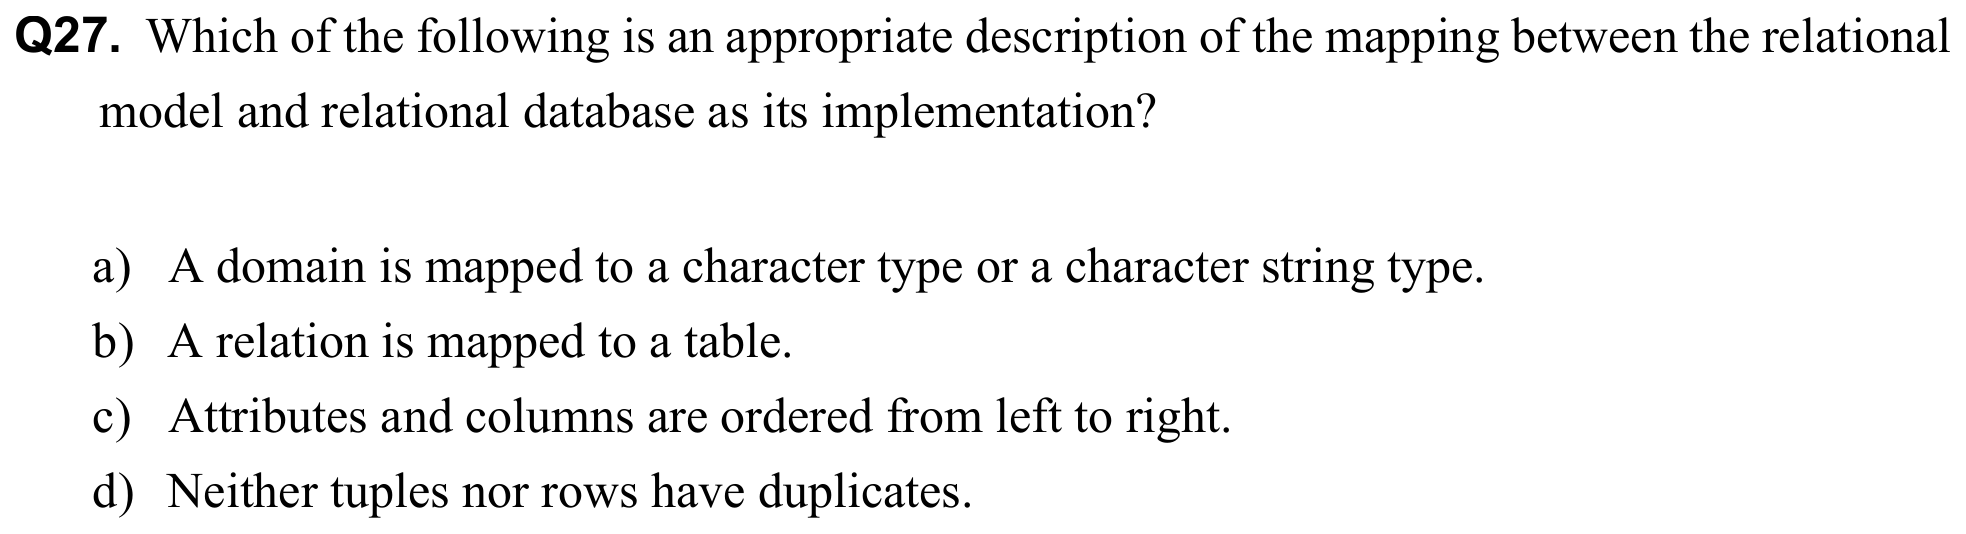 Q27. Which of the following is an appropriate description of the mapping between the relational
model and relational database as its implementation?
a) A domain is mapped to a character type or a character string type.
b) A relation is mapped to a table.
c) Attributes and columns are ordered from left to right.
d) Neither tuples nor rows have duplicates.